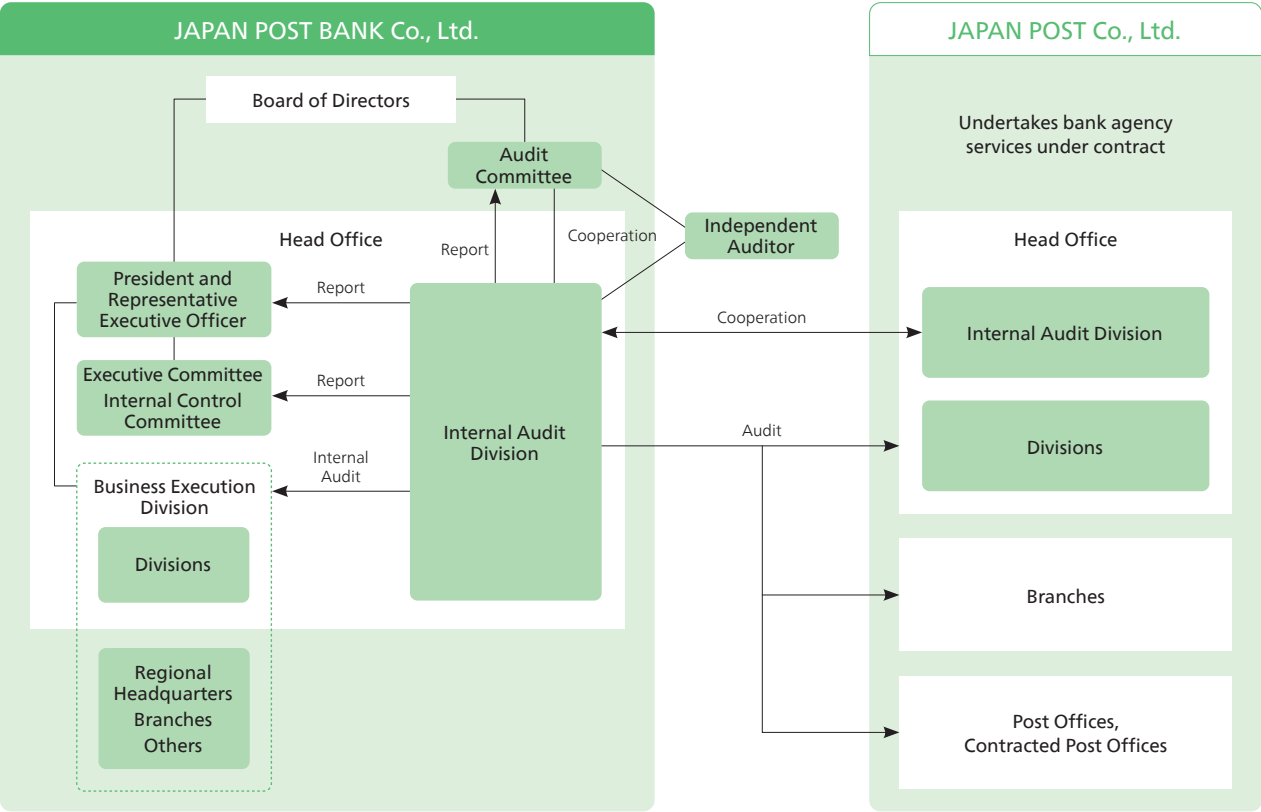 JAPAN POST BANK Co., Ltd.
Board of Directors
Audit
Committee
Independent
Auditor
Head Office
Report
Cooperation
President and
Representative
Executive Officer
Report
Executive Committee
Internal Control
Committee
Report
Internal Audit
Division
Internal
Audit
Business Execution
Division
Divisions
Regional
Headquarters
Branches
Others
Cooperation
Audit
JAPAN POST Co., Ltd.
Undertakes bank agency
services under contract
Head Office
Internal Audit Division
Divisions
Branches
Post Offices,
Contracted Post Offices